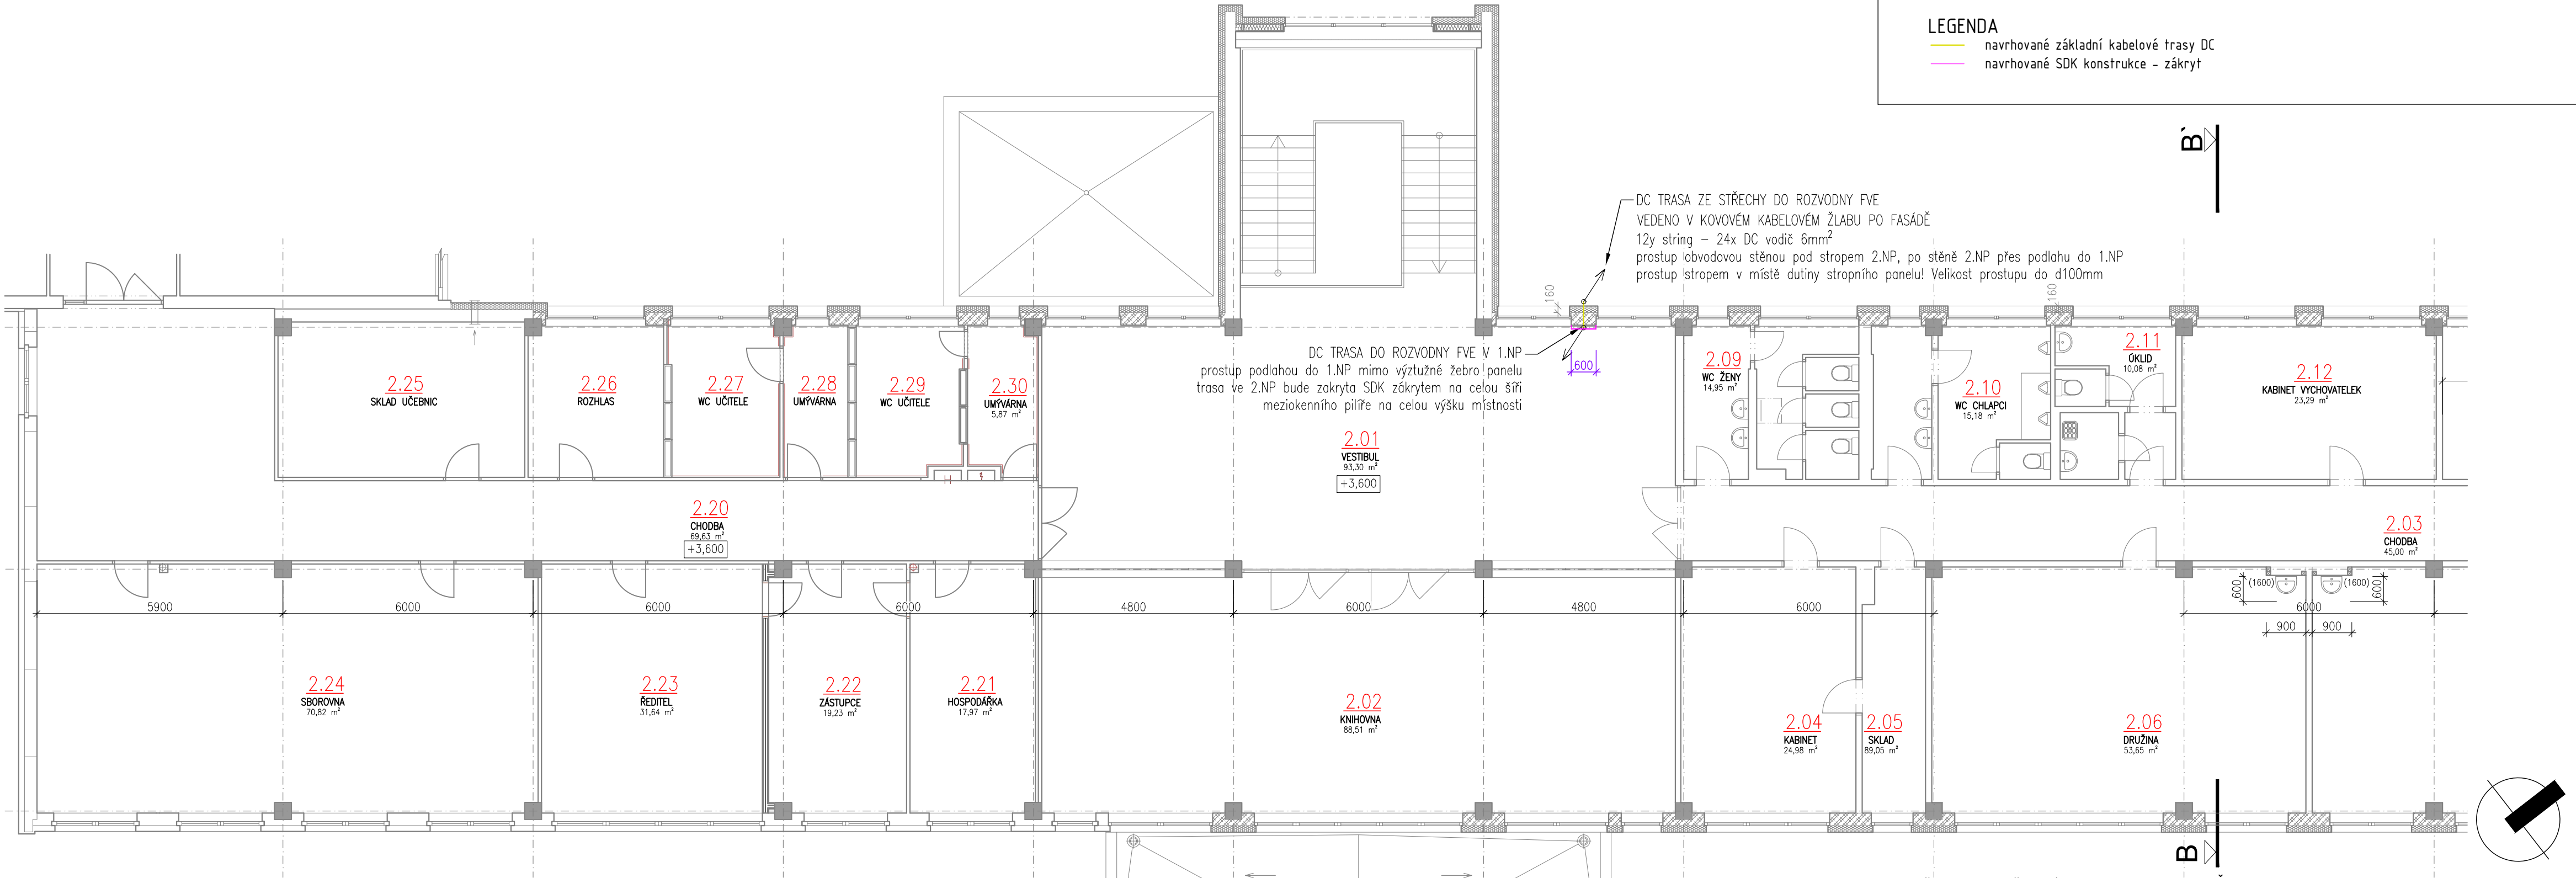 LEGENDA
navrhované základní kabelové trasy DC
navrhované SDK konstrukce - zákryt
B`
DC TRASA ZE STŘECHY DO ROZVODNY FVE
VEDENO V KOVOVÉM KABELOVÉM ŽLABU PO FASÁDĚ
12y string – 24x DC vodič 6mm²
prostup obvodovou stěnou pod stropem 2.NP, po stěně 2.NP přes podlahu do 1.NP
prostup stropem v místě dutiny stropního panelu! Velikost prostupu do d100mm
160
160
DC TRASA DO ROZVODNY FVE V 1.NP
prostup podlahou do 1.NP mimo výztužné žebro panelu
trasa ve 2.NP bude zakryta SDK zákrytem na celou šíři
meziokenního pilíře na celou výšku místnosti
600
2.25
SKLAD UČEBNIC
2.26
ROZHLAS
2.27
WC UČITELE
2.28
UMÝVÁRNA
2.29
WC UČITELE
2.30
UMÝVÁRNA
5,87 m²
2.01
VESTIBUL
93,30 m²
+3,600
2.09
WC ŽENY
14,95 m²
2.10
WC CHLAPCI
15,18 m²
2.11
ÚKLID
10,08 m²
2.12
KABINET VYCHOVATELEK
23,29 m²
2.20
CHODBA
69,63 m²
+3,600
2.03
CHODBA
45,00 m²
5900
6000
6000
6000
4800
6000
4800
6000
600
(1600)
(1600)
600
6000
900
900
2.24
SBOROVNA
70,82 m²
2.23
ŘEDITEL
31,64 m²
2.22
ZÁSTUPCE
19,23 m²
2.21
HOSPODÁŘKA
17,97 m²
2.02
KNIHOVNA
88,51 m²
2.04
KABINET
24,98 m²
2.05
SKLAD
89,05 m²
2.06
DRUŽINA
53,65 m²
B